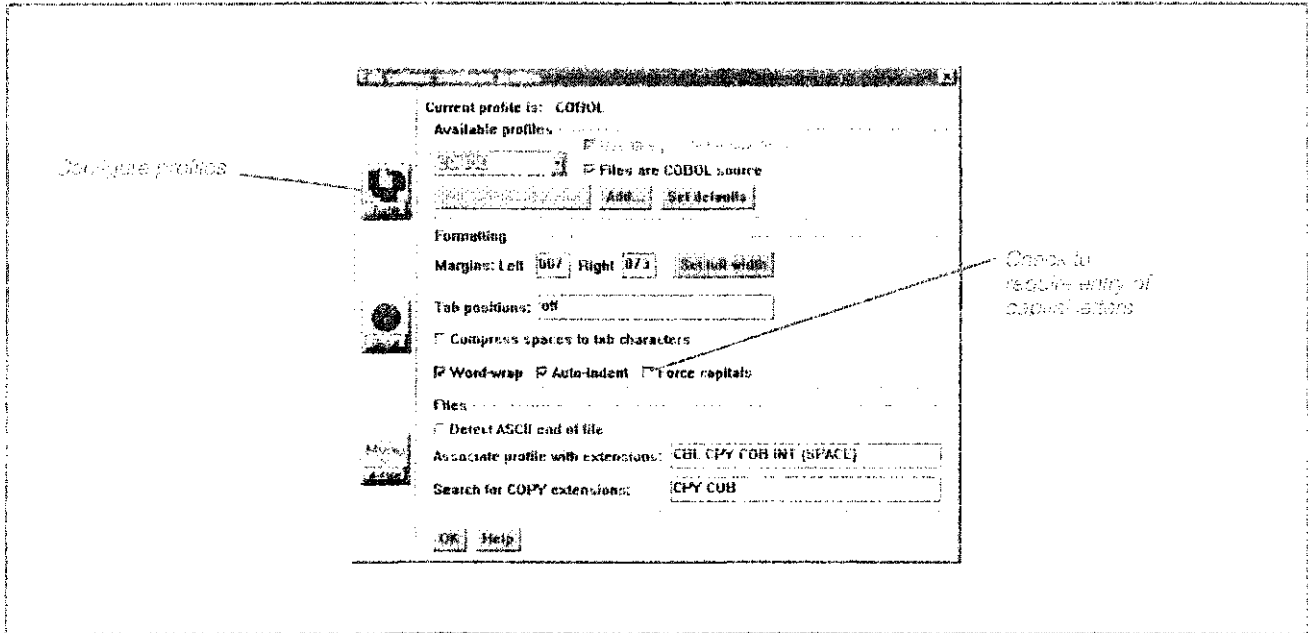 Current profile is: COBOL
Available profiles
Files are COBOL source
Configure profiles
Add... Set defaults
Formatting
Margins: Left 007 Right 073 Set full width
Check to
require entry of
capital letters
Tab positions: off
Compress spaces to tab characters
Word-wrap Auto-indent Force capitals
Files
Detect ASCII end of file
Menu
Associate profile with extensions: CBL CPY COB INT (SPACE)
Search for COPY extensions: CPY COB
OK Help